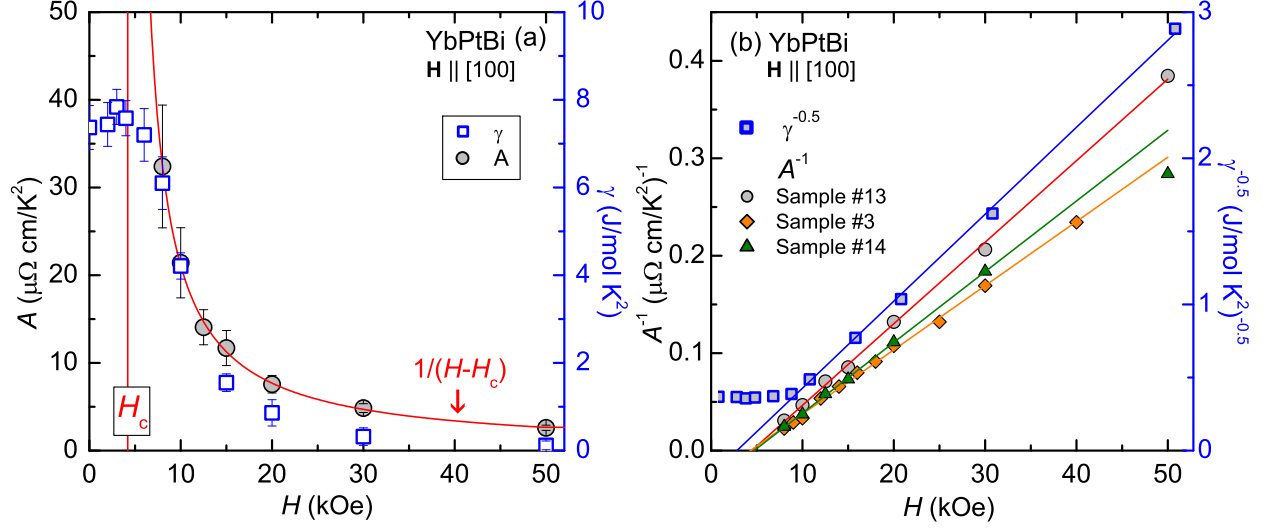 YbPtBi (a)
H || [100]
γ
A
1/(H-Hc)
Hc
A (μΩ cm/K²)
50
40
30
20
10
0
γ (J/mol K²)
10
8
6
4
2
0
0 10 20 30 40 50
H (kOe)
(b) YbPtBi
H || [100]
γ^-0.5
A^-1
Sample #13
Sample #3
Sample #14
A^-1 (μΩ cm/K²)^-1
0.4
0.3
0.2
0.1
0.0
γ^-0.5 (J/mol K²)^-0.5
3
2
1
0
0 10 20 30 40 50
H (kOe)